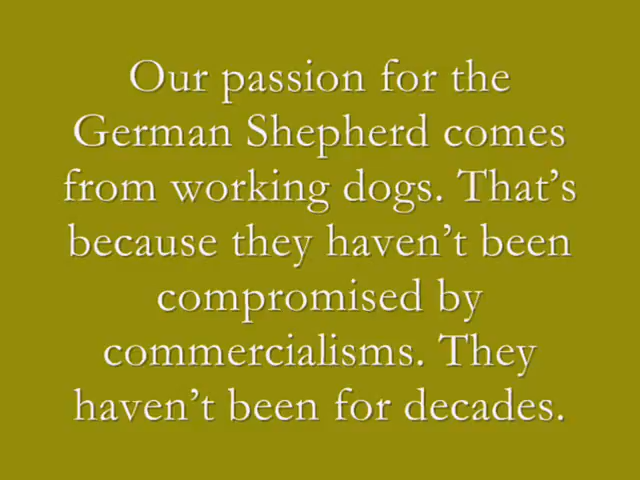 Our passion for the
German Shepherd comes
from working dogs. That’s
because they haven’t been
compromised by
commercialisms. They
haven’t been for decades.